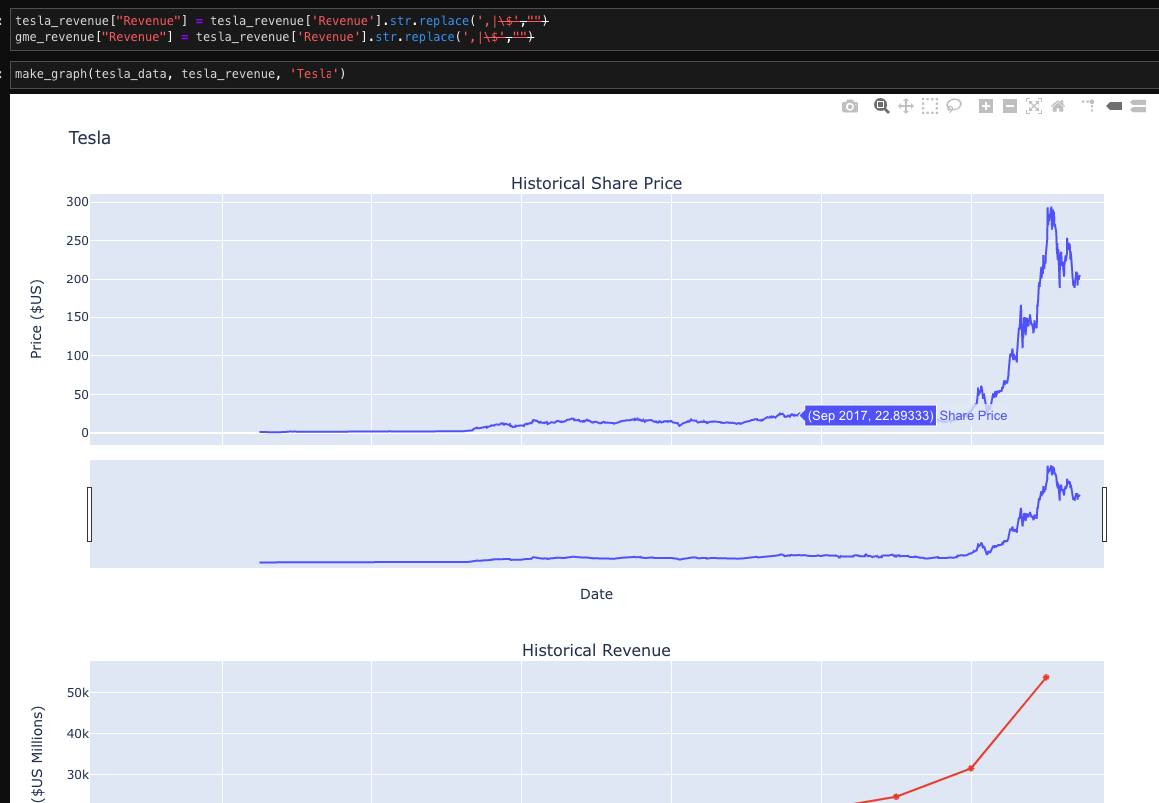 tesla_revenue["Revenue"] = tesla_revenue['Revenue'].str.replace(',|\$',"")
gme_revenue["Revenue"] = tesla_revenue['Revenue'].str.replace(',|\$',"")
make_graph(tesla_data, tesla_revenue, 'Tesla')
Tesla
Historical Share Price
300
250
200
150
100
50
0
Price ($US)
(Sep 2017, 22.89333) Share Price
Date
Historical Revenue
50k
40k
30k
($US Millions)